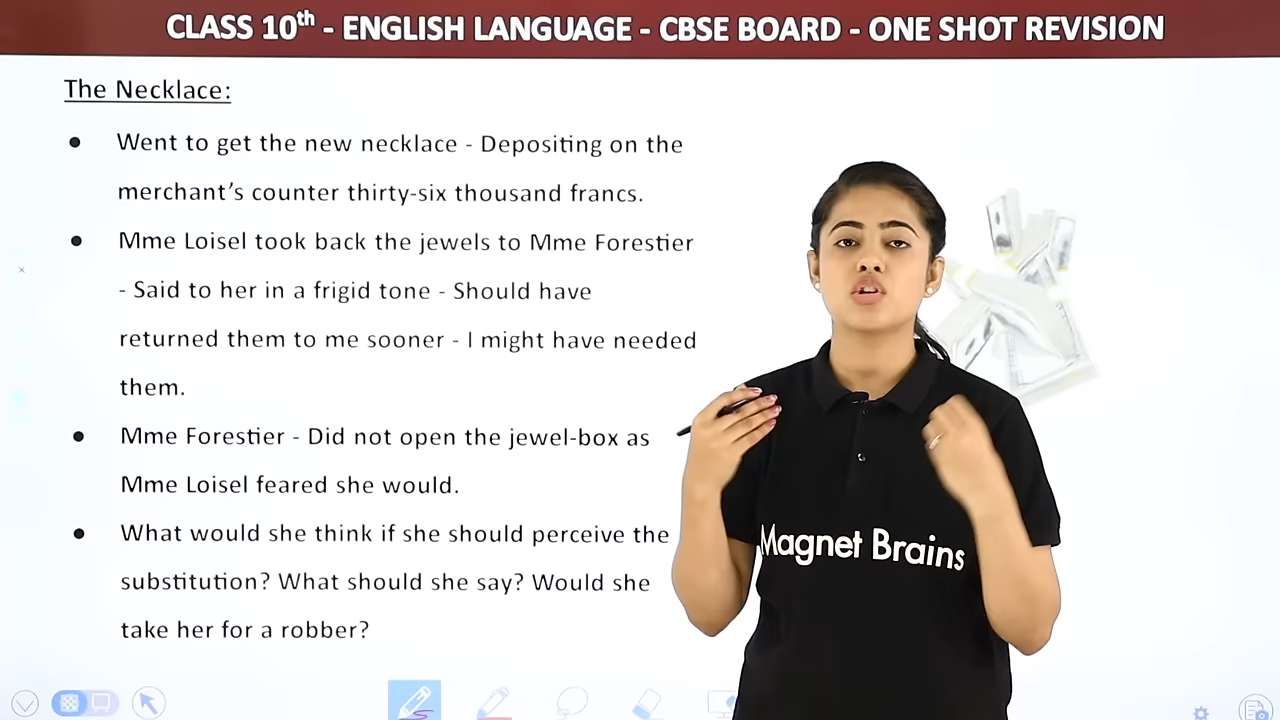 CLASS 10th - ENGLISH LANGUAGE - CBSE BOARD - ONE SHOT REVISION
The Necklace:
● Went to get the new necklace - Depositing on the
merchant’s counter thirty-six thousand francs.
● Mme Loisel took back the jewels to Mme Forestier
- Said to her in a frigid tone - Should have
returned them to me sooner - I might have needed
them.
● Mme Forestier - Did not open the jewel-box as
Mme Loisel feared she would.
● What would she think if she should perceive the
substitution? What should she say? Would she
take her for a robber?
Magnet Brains